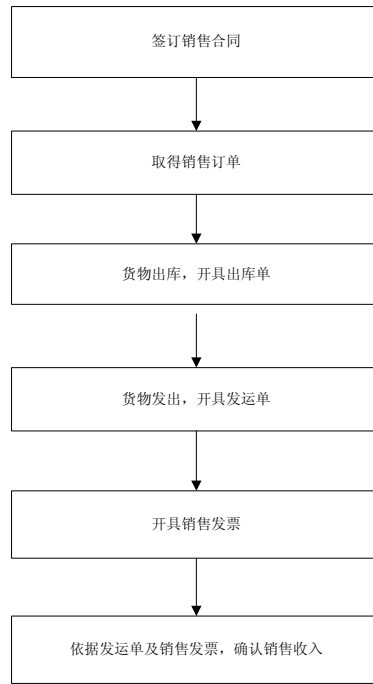 签订销售合同
取得销售订单
货物出库，开具出库单
货物发出，开具发运单
开具销售发票
依据发运单及销售发票，确认销售收入